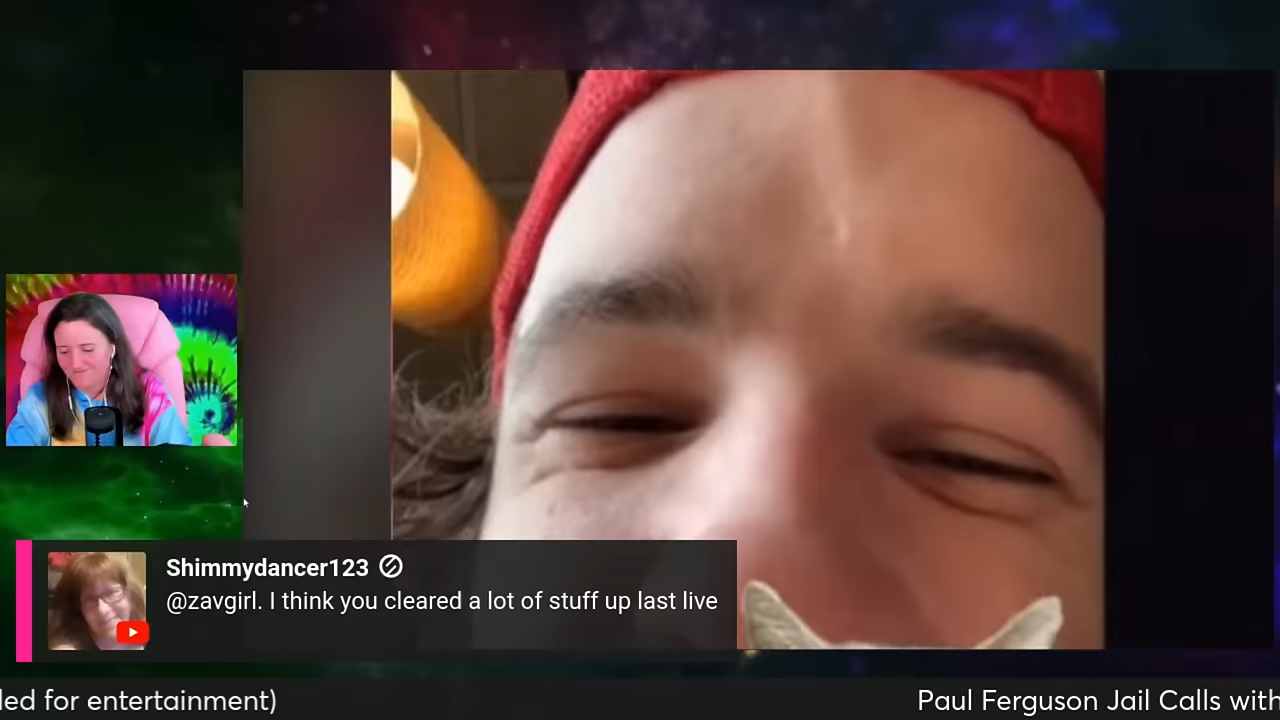 Shimmydancer123
@zavgirl. I think you cleared a lot of stuff up last live
led for entertainment) Paul Ferguson Jail Calls with